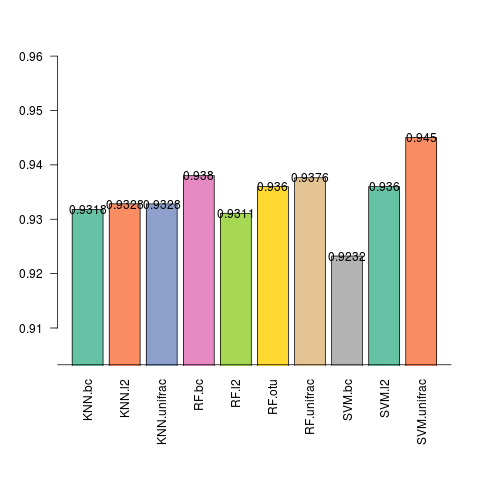 0.96
0.95
0.94
0.93
0.92
0.91
0.9318
0.9328
0.9328
0.938
0.9311
0.936
0.9376
0.9232
0.936
0.945
KNN.bc
KNN.l2
KNN.unifrac
RF.bc
RF.l2
RF.otu
RF.unifrac
SVM.bc
SVM.l2
SVM.unifrac